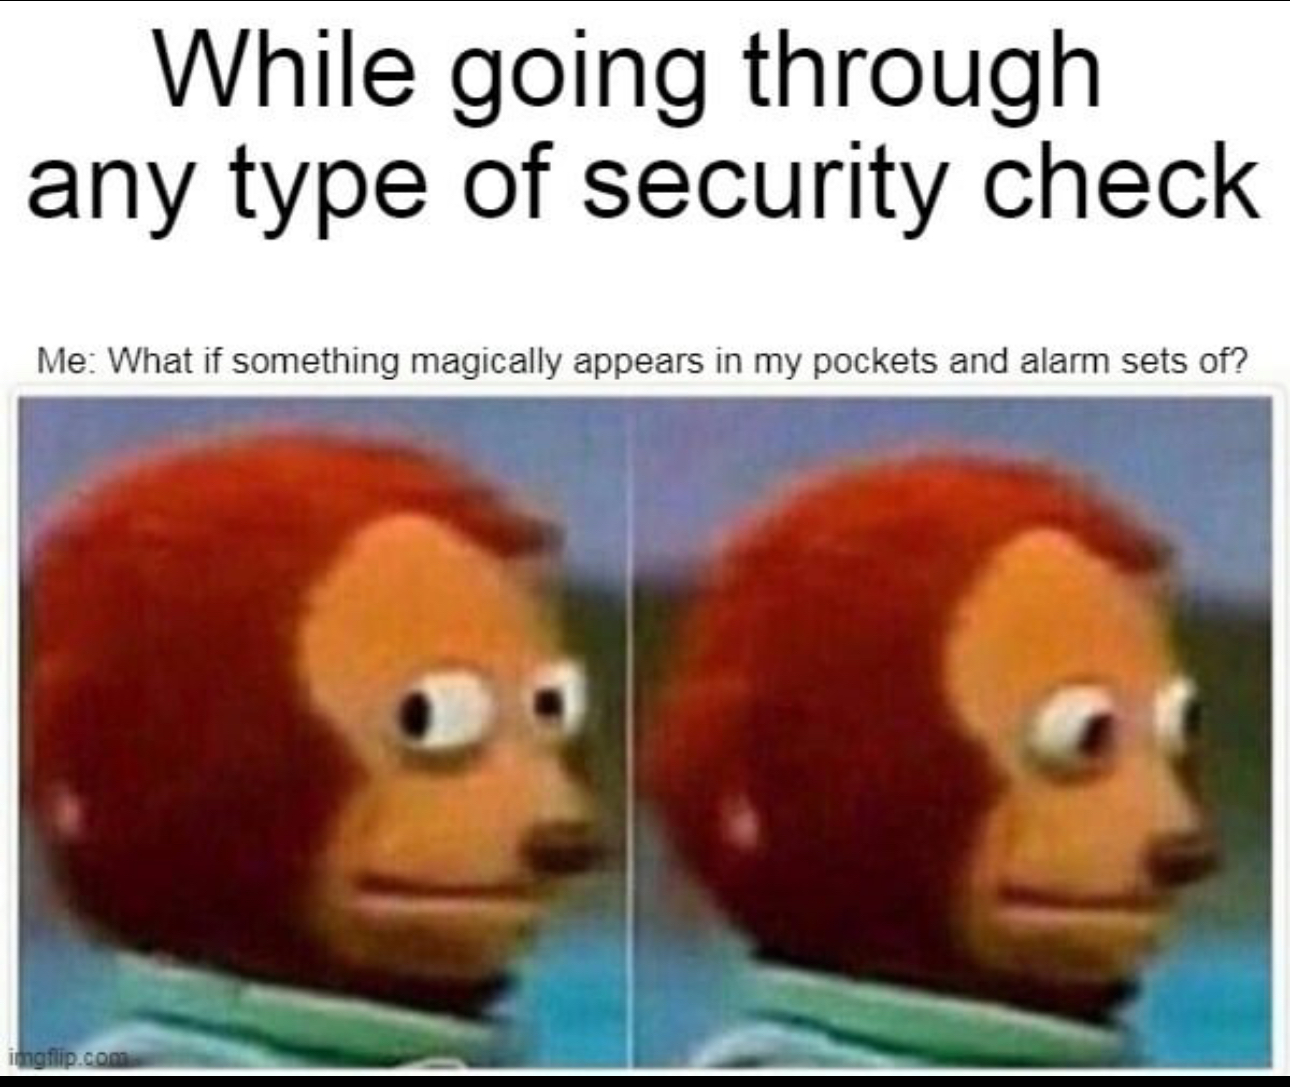 While going through
any type of security check
Me: What if something magically appears in my pockets and alarm sets of?
imgflip.com